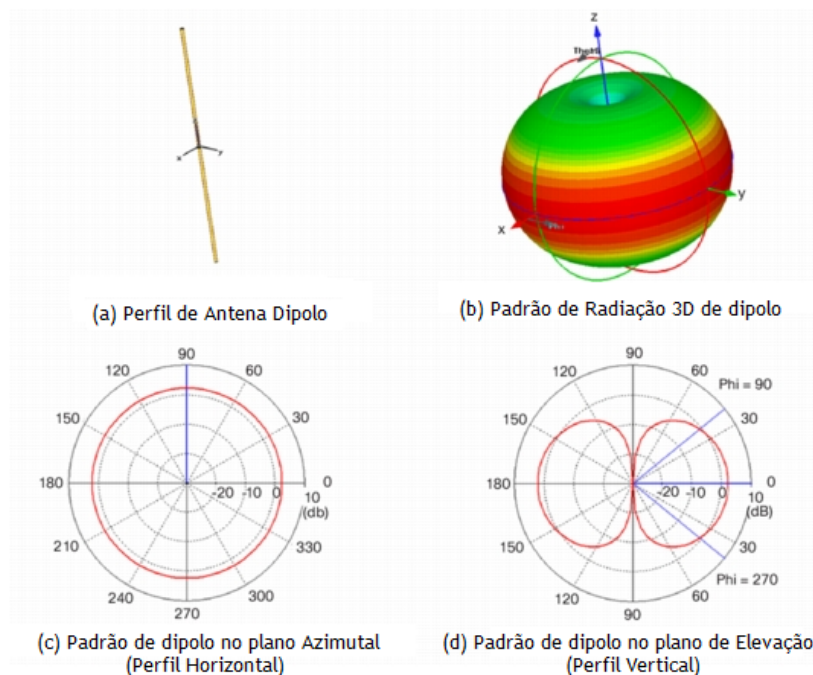 z
Theta
y
x
x
y
(a) Perfil de Antena Dipolo
(b) Padrão de Radiação 3D de dipolo
90
120
60
150
30
180
-20 -10 0 10
0
(db)
210
330
240
300
270
90
120
60
Phi = 90
150
30
180
-20 -10 0 10
0
(dB)
150
30
120
60
Phi = 270
90
(c) Padrão de dipolo no plano Azimutal
(Perfil Horizontal)
(d) Padrão de dipolo no plano de Elevação
(Perfil Vertical)